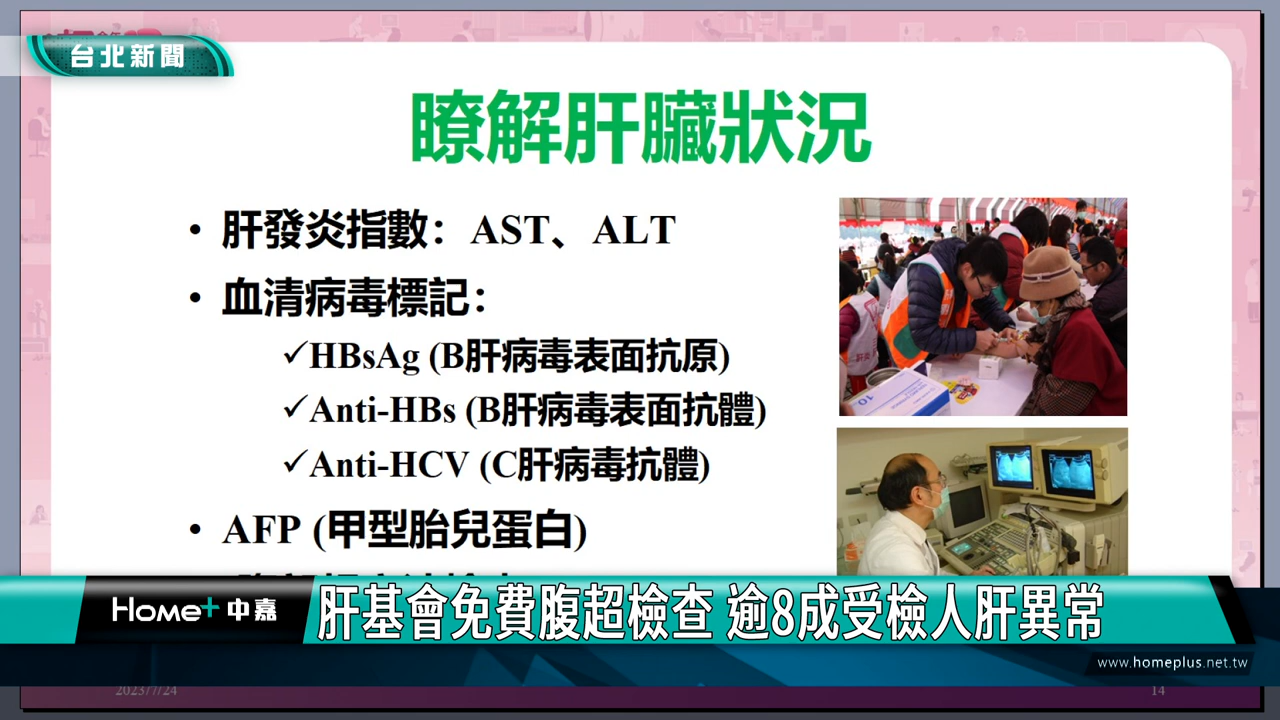 台北新聞
瞭解肝臟狀況
• 肝發炎指數：AST、ALT
• 血清病毒標記：
✓HBsAg (B肝病毒表面抗原)
✓Anti-HBs (B肝病毒表面抗體)
✓Anti-HCV (C肝病毒抗體)
• AFP (甲型胎兒蛋白)
Home+ 中嘉
肝基會免費腹超檢查 逾8成受檢人肝異常
www.homeplus.net.tw
2023/7/24
14